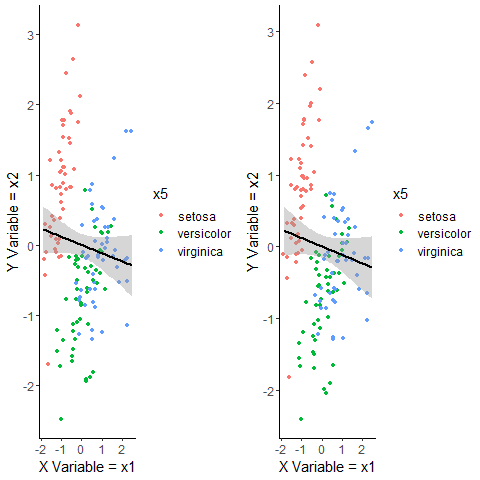 3
2
1
0
-1
-2
Y Variable = x2
-2 -1 0 1 2
X Variable = x1
x5
setosa
versicolor
virginica
3
2
1
0
-1
-2
Y Variable = x2
-2 -1 0 1 2
X Variable = x1
x5
setosa
versicolor
virginica